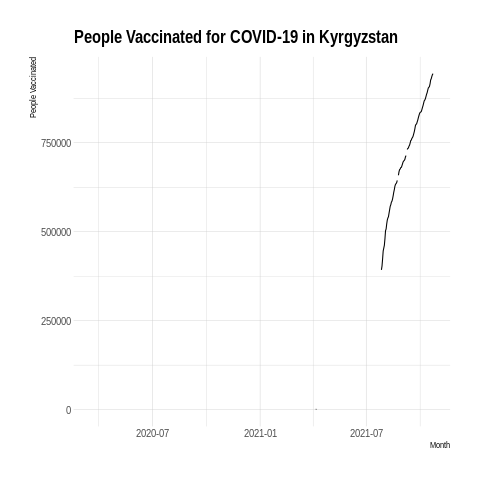 People Vaccinated for COVID-19 in Kyrgyzstan
People Vaccinated
750000
500000
250000
0
2020-07
2021-01
2021-07
Month